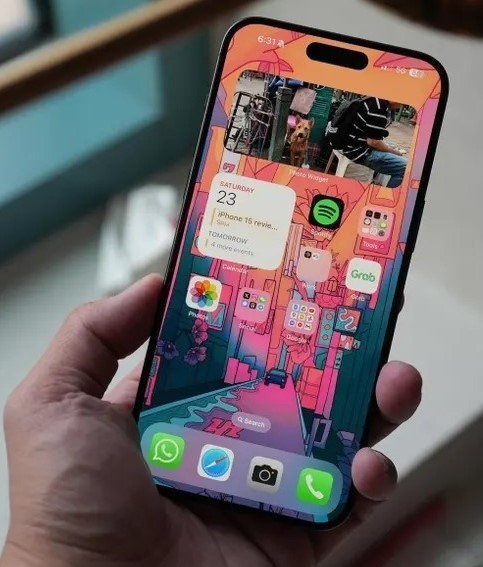 6:31
5G
Photo Widget
SATURDAY
23
iPhone 15 revie...
TOMORROW
4 more events
Calendar
Spotify
Tools
Grab
Grab
Photos
Google
Search